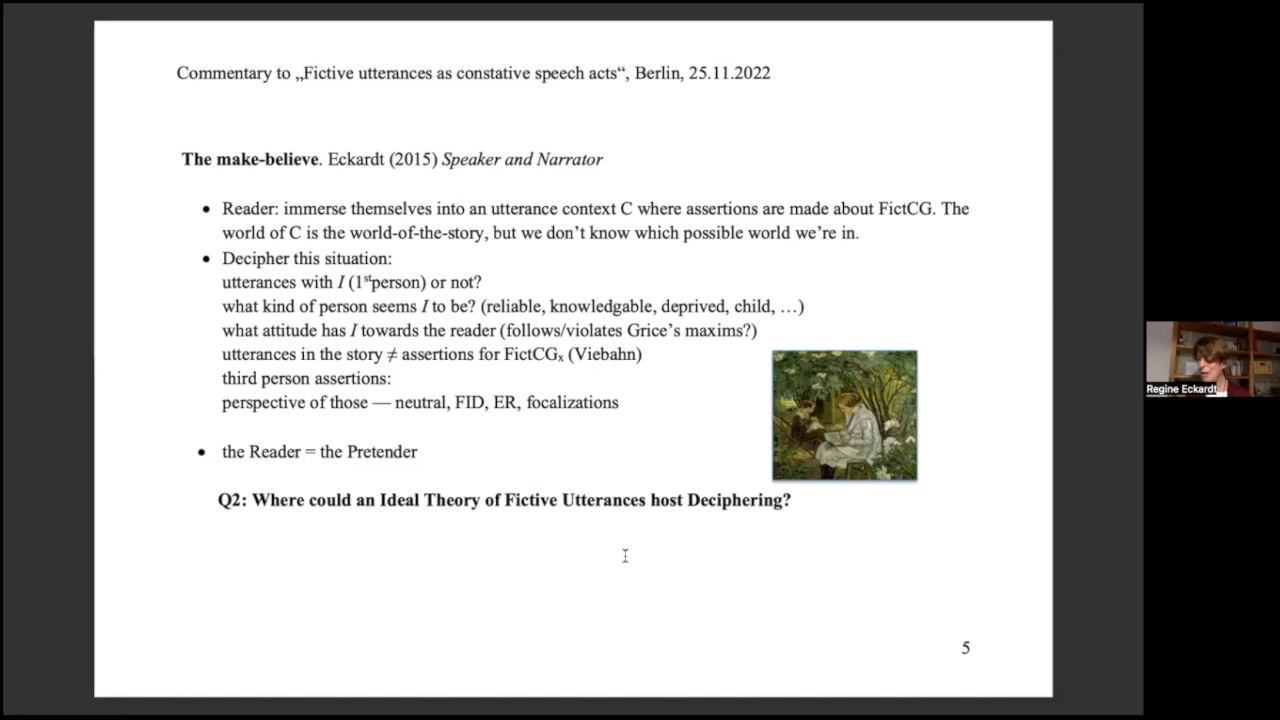 Commentary to „Fictive utterances as constative speech acts“, Berlin, 25.11.2022
The make-believe. Eckardt (2015) Speaker and Narrator
• Reader: immerse themselves into an utterance context C where assertions are made about FictCG. The
world of C is the world-of-the-story, but we don’t know which possible world we’re in.
• Decipher this situation:
utterances with I (1stperson) or not?
what kind of person seems I to be? (reliable, knowledgable, deprived, child, …)
what attitude has I towards the reader (follows/violates Grice’s maxims?)
utterances in the story ≠ assertions for FictCGx (Viebahn)
third person assertions:
perspective of those — neutral, FID, ER, focalizations
• the Reader = the Pretender
Q2: Where could an Ideal Theory of Fictive Utterances host Deciphering?
5
Regine Eckardt